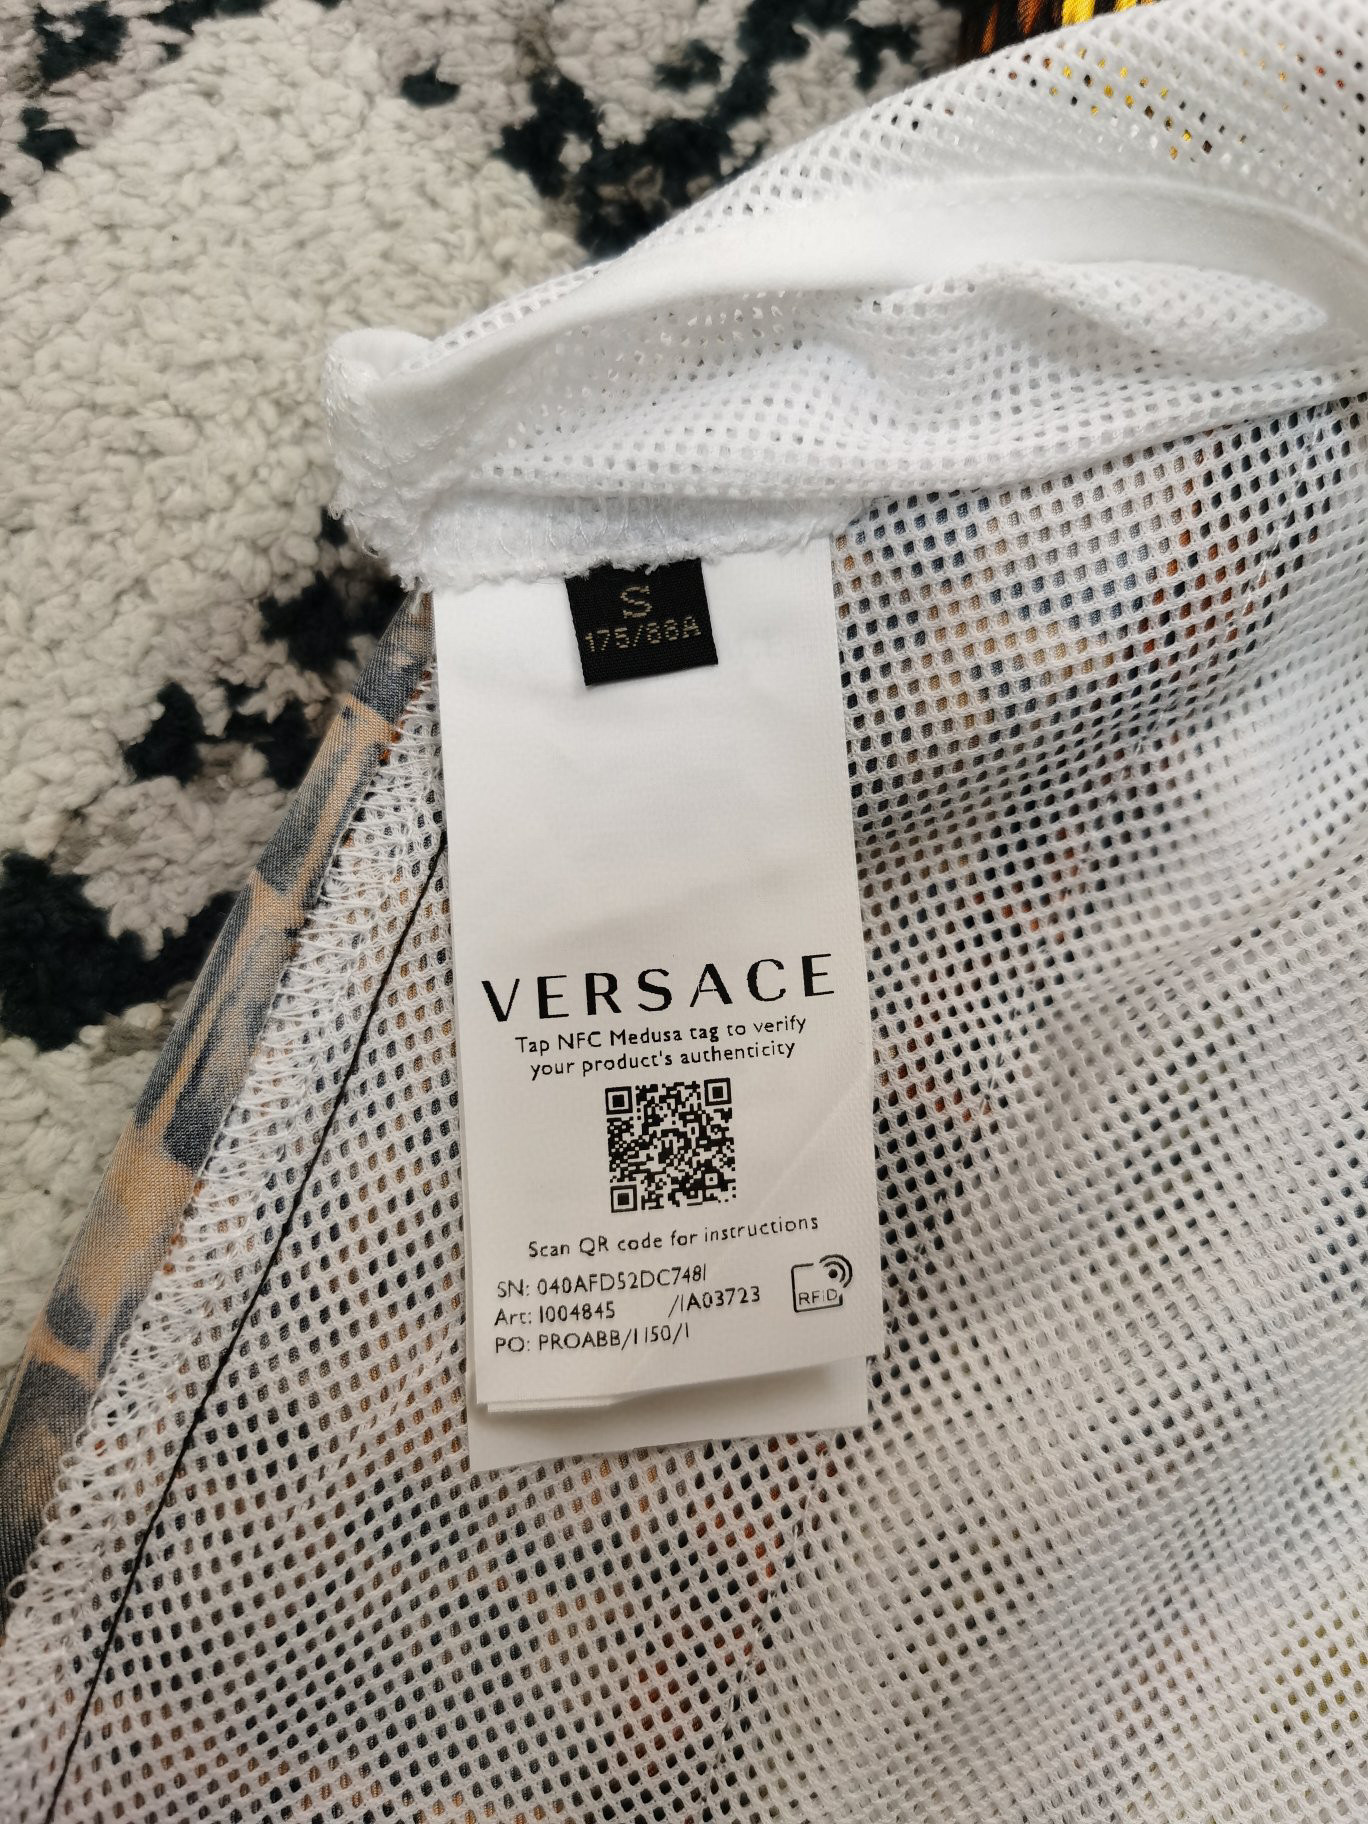 S
175/88A
VERSACE
Tap NFC Medusa tag to verify
your product's authenticity
Scan QR code for instructions
SN: 040AFD52DC7481
Art: 1004845 /1A03723
PO: PROABB/1150/1
RFID